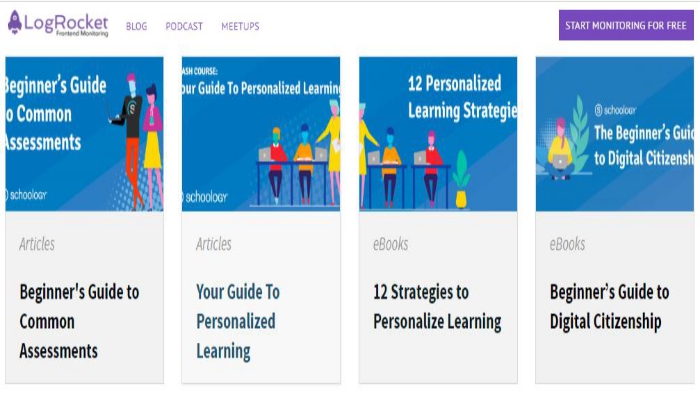 LogRocket
Frontend Monitoring
BLOG PODCAST MEETUPS
START MONITORING FOR FREE
Beginner's Guide
o Common
Assessments
schoology
ASH COURSE:
our Guide To Personalized Learning
schoology
12 Personalized
Learning Strategie
schoology
The Beginner's Guid
to Digital Citizensh
Articles
Beginner's Guide to
Common
Assessments
Articles
Your Guide To
Personalized
Learning
eBooks
12 Strategies to
Personalize Learning
eBooks
Beginner's Guide to
Digital Citizenship